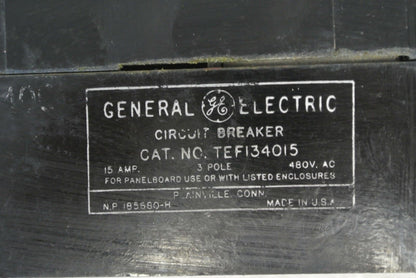 GENERAL GE ELECTRIC
CIRCUIT BREAKER
CAT. NO. TEF134015
15 AMP. 3 POLE 480V. AC
FOR PANELBOARD USE OR WITH LISTED ENCLOSURES
PLAINVILLE, CONN.
N.P. 185560-H MADE IN U.S.A.